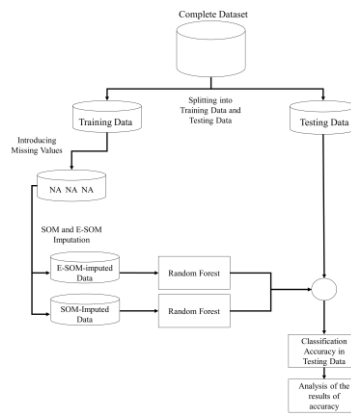 Complete Dataset
Splitting into
Training Data and
Testing Data
Training Data
Testing Data
Introducing
Missing Values
NA NA NA
SOM and E-SOM
Imputation
E-SOM-imputed
Data
Random Forest
SOM-Imputed
Data
Random Forest
Classification
Accuracy in
Testing Data
Analysis of the
results of
accuracy